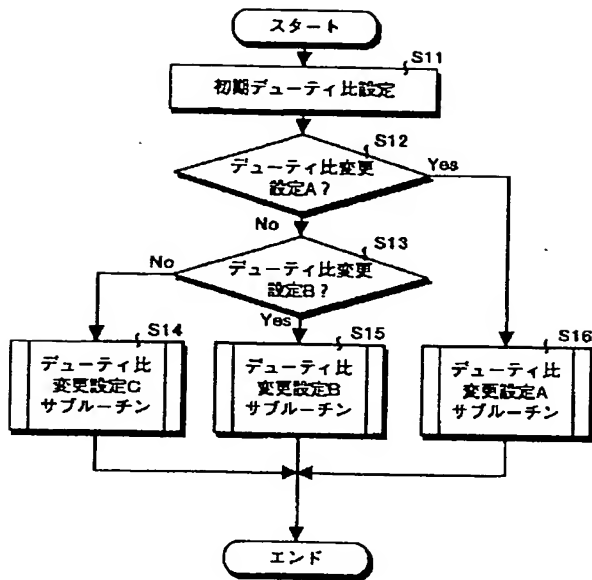 スタート
S11
初期デューティ比設定
S12
デューティ比変更
設定A?
Yes
No
S13
デューティ比変更
設定B?
No
Yes
S14
デューティ比
変更設定C
サブルーチン
S15
デューティ比
変更設定B
サブルーチン
S16
デューティ比
変更設定A
サブルーチン
エンド